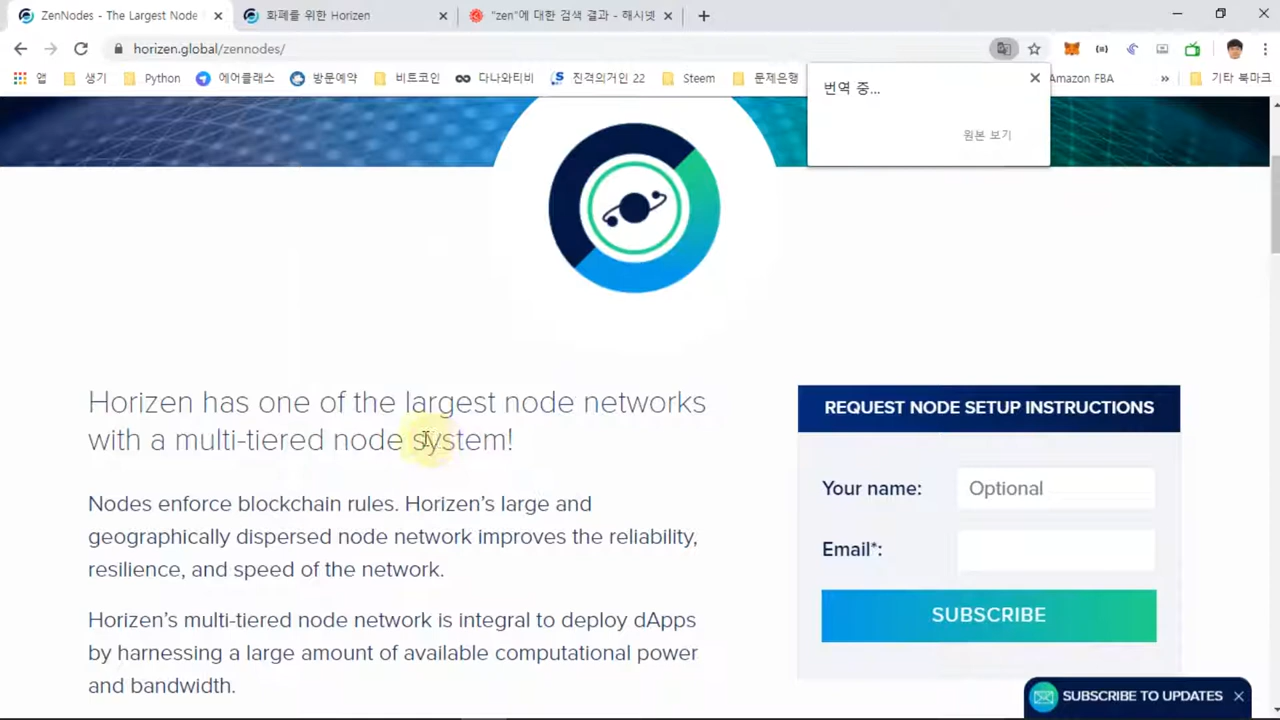 ZenNodes - The Largest Node
화폐를 위한 Horizen
"zen"에 대한 검색 결과 - 해시넷
horizen.global/zennodes/
앱
생기
Python
에어클래스
방문예약
비트코인
다나와티비
진격의거인 22
Steem
문제은행
Amazon FBA
»
기타 북마크
번역 중...
원본 보기
Horizen has one of the largest node networks
with a multi-tiered node system!
Nodes enforce blockchain rules. Horizen's large and
geographically dispersed node network improves the reliability,
resilience, and speed of the network.
Horizen's multi-tiered node network is integral to deploy dApps
by harnessing a large amount of available computational power
and bandwidth.
REQUEST NODE SETUP INSTRUCTIONS
Your name:
Optional
Email*:
SUBSCRIBE
SUBSCRIBE TO UPDATES